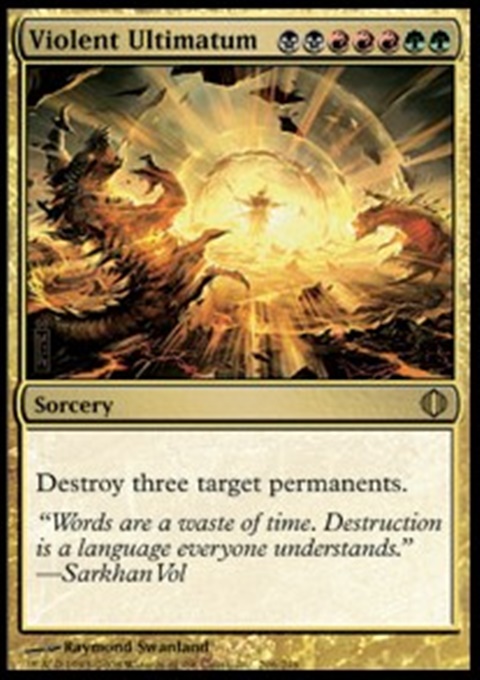 Violent Ultimatum
Sorcery
Destroy three target permanents.
“Words are a waste of time. Destruction
is a language everyone understands.”
—Sarkhan Vol
Raymond Swanland